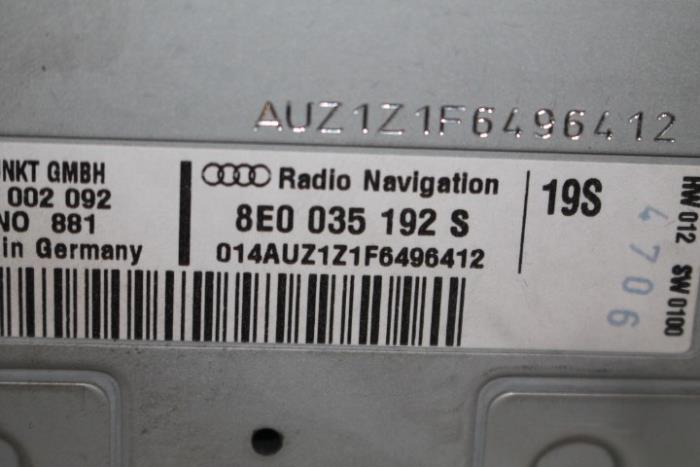 AUZ1Z1F6496412
UNKT GMBH
002 092
NO 881
in Germany
Radio Navigation
8E0 035 192 S
014AUZ1Z1F6496412
19S
HW 012 SW 0100
4706